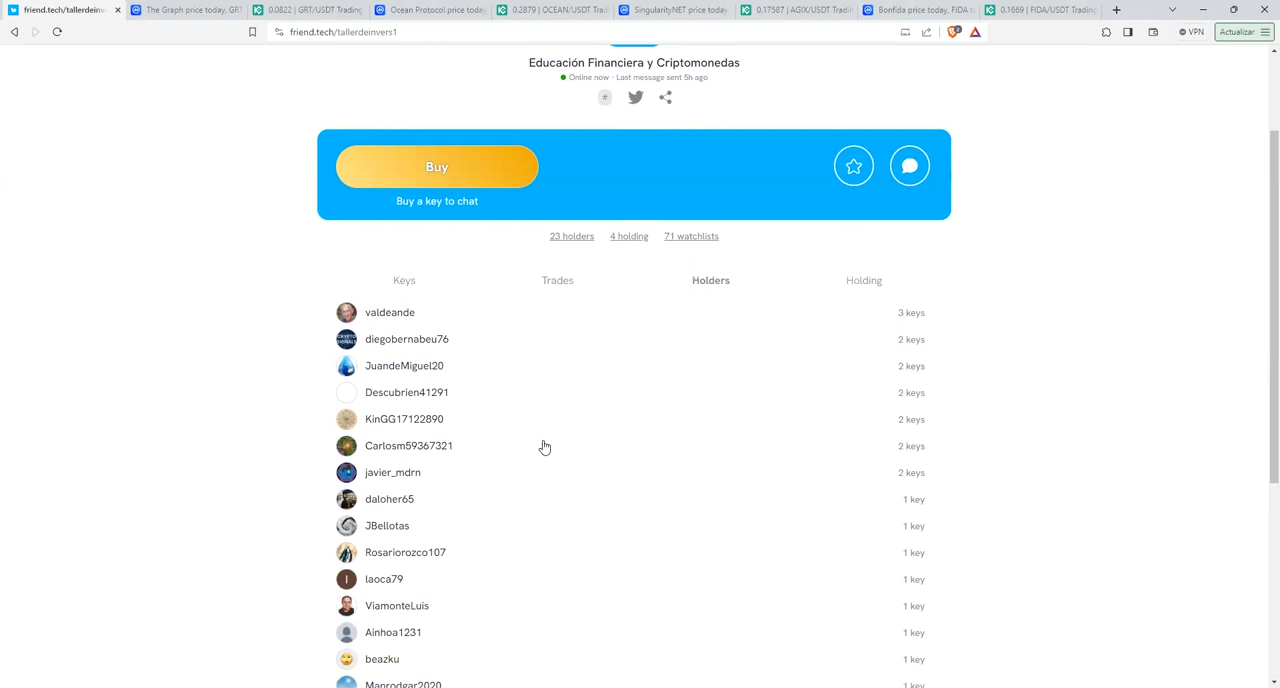 friend.tech/tallerdeinv
The Graph price today, GRT
0.0822 | GRT/USDT Trading
Ocean Protocol price today,
0.2879 | OCEAN/USDT Trad
SingularityNET price today,
0.17587 | AGIX/USDT Tradin
Bonfida price today, FIDA t
0.1669 | FIDA/USDT Trading
friend.tech/tallerdeinvers1
VPN
Actualizar
Educación Financiera y Criptomonedas
Online now · Last message sent 5h ago
#
Buy
Buy a key to chat
23 holders 4 holding 71 watchlists
Keys Trades Holders Holding
valdeande 3 keys
diegobernabeu76 2 keys
JuandeMiguel20 2 keys
Descubrien41291 2 keys
KinGG17122890 2 keys
Carlosm59367321 2 keys
javier_mdrn 2 keys
daloher65 1 key
JBellotas 1 key
Rosariorozco107 1 key
I laoca79 1 key
ViamonteLuis 1 key
Ainhoa1231 1 key
beazku 1 key
Manrodgar2020 1 key